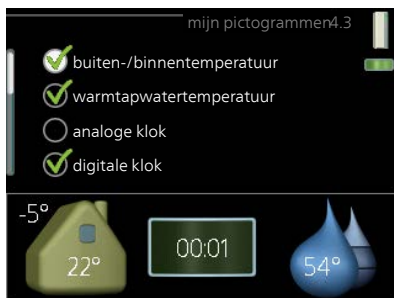 mijn pictogrammen4.3
buiten-/binnentemperatuur
warmtapwatertemperatuur
analoge klok
digitale klok
-5°
22°
00:01
54°